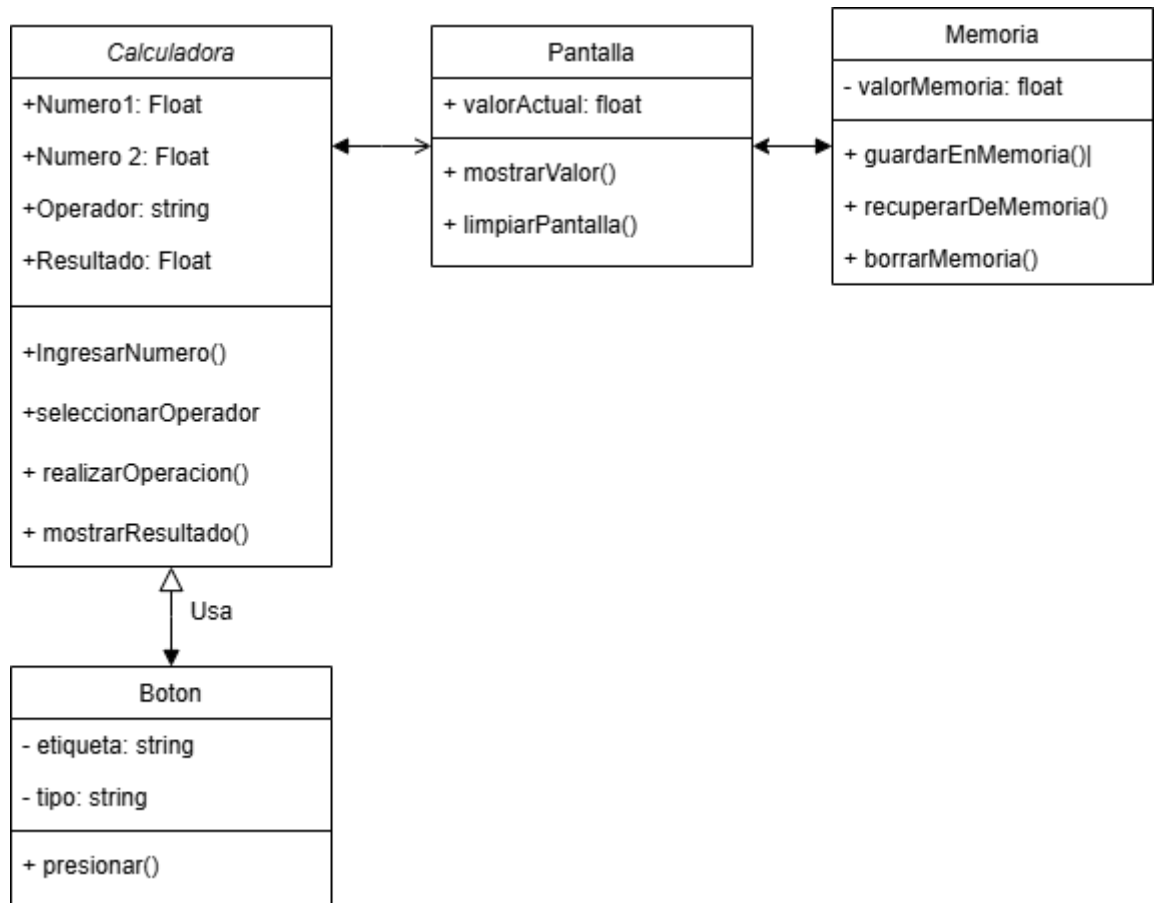 Calculadora
+Numero1: Float
+Numero 2: Float
+Operador: string
+Resultado: Float
+IngresarNumero()
+seleccionarOperador
+ realizarOperacion()
+ mostrarResultado()
Pantalla
+ valorActual: float
+ mostrarValor()
+ limpiarPantalla()
Memoria
- valorMemoria: float
+ guardarEnMemoria()|
+ recuperarDeMemoria()
+ borrarMemoria()
Usa
Boton
- etiqueta: string
- tipo: string
+ presionar()